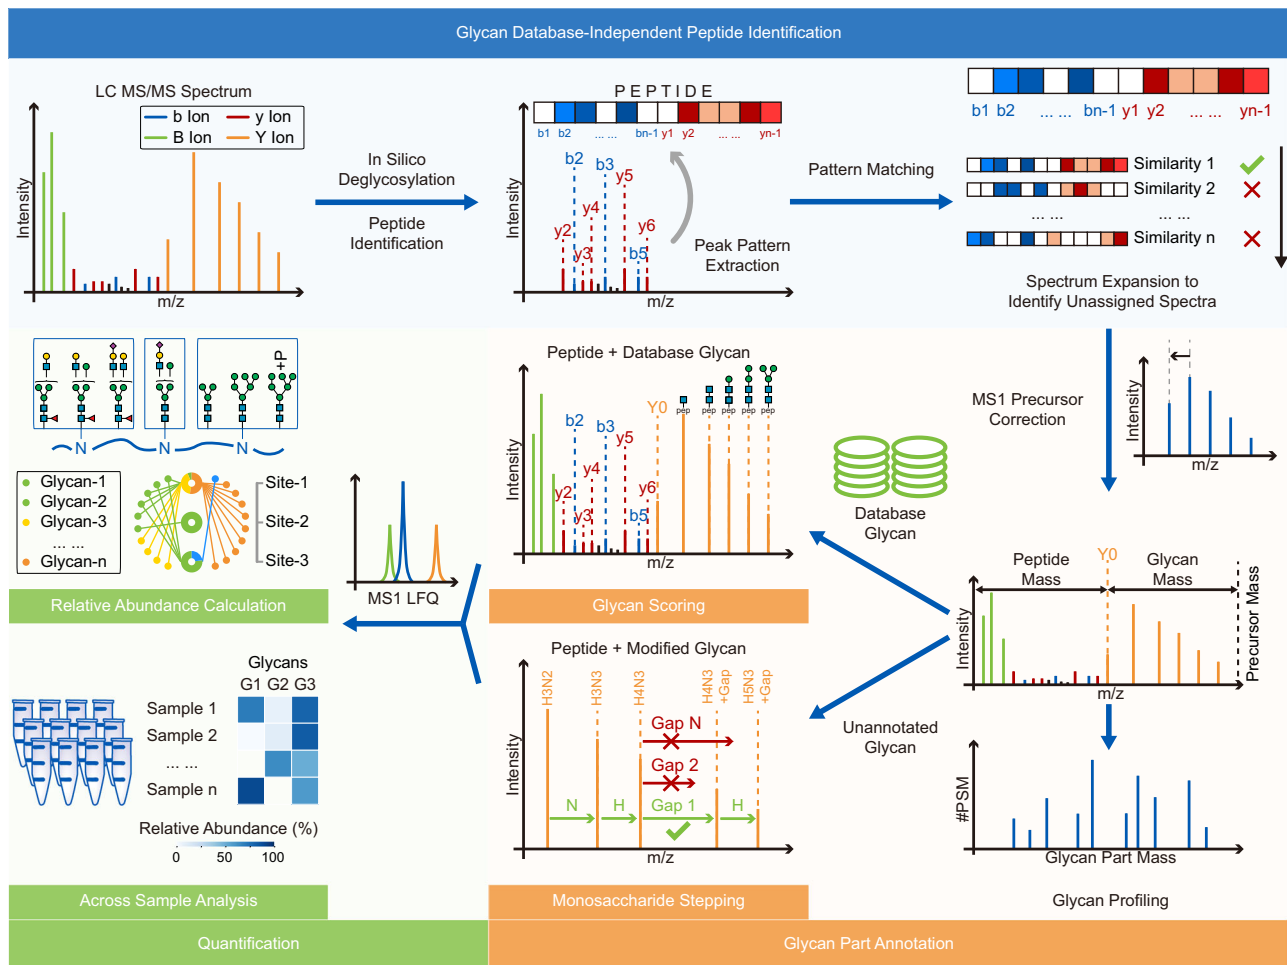 Glycan Database-Independent Peptide Identification
LC MS/MS Spectrum
b Ion
y Ion
B Ion
Y Ion
Intensity
m/z
In Silico
Deglycosylation
Peptide
Identification
P E P T I D E
b1 b2 ... ... bn-1 y1 y2 ... ... yn-1
Intensity
b2
b3
y5
y4
y2
y3
y6
b5
m/z
Peak Pattern
Extraction
Pattern Matching
b1 b2 ... ... bn-1 y1 y2 ... ... yn-1
Similarity 1
Similarity 2
... ... ... ...
Similarity n
Spectrum Expansion to
Identify Unassigned Spectra
MS1 Precursor
Correction
Intensity
m/z
+P
N
N
N
Glycan-1
Glycan-2
Glycan-3
... ...
Glycan-n
Site-1
Site-2
Site-3
Relative Abundance Calculation
MS1 LFQ
Peptide + Database Glycan
Intensity
Y0
b2
b3
y5
y4
y2
y3
y6
b5
pep
pep
pep
pep
pep
m/z
Glycan Scoring
Database
Glycan
Peptide
Mass
Y0
Glycan
Mass
Precursor Mass
Intensity
m/z
Unannotated
Glycan
Peptide + Modified Glycan
H3N2
H3N3
H4N3
H4N3
+Gap
H5N3
+Gap
Intensity
Gap N
Gap 2
N
H
Gap 1
H
m/z
Monosaccharide Stepping
#PSM
Glycan Part Mass
Glycan Profiling
Glycans
G1 G2 G3
Sample 1
Sample 2
... ...
Sample n
Relative Abundance (%)
0 50 100
Across Sample Analysis
Quantification
Glycan Part Annotation